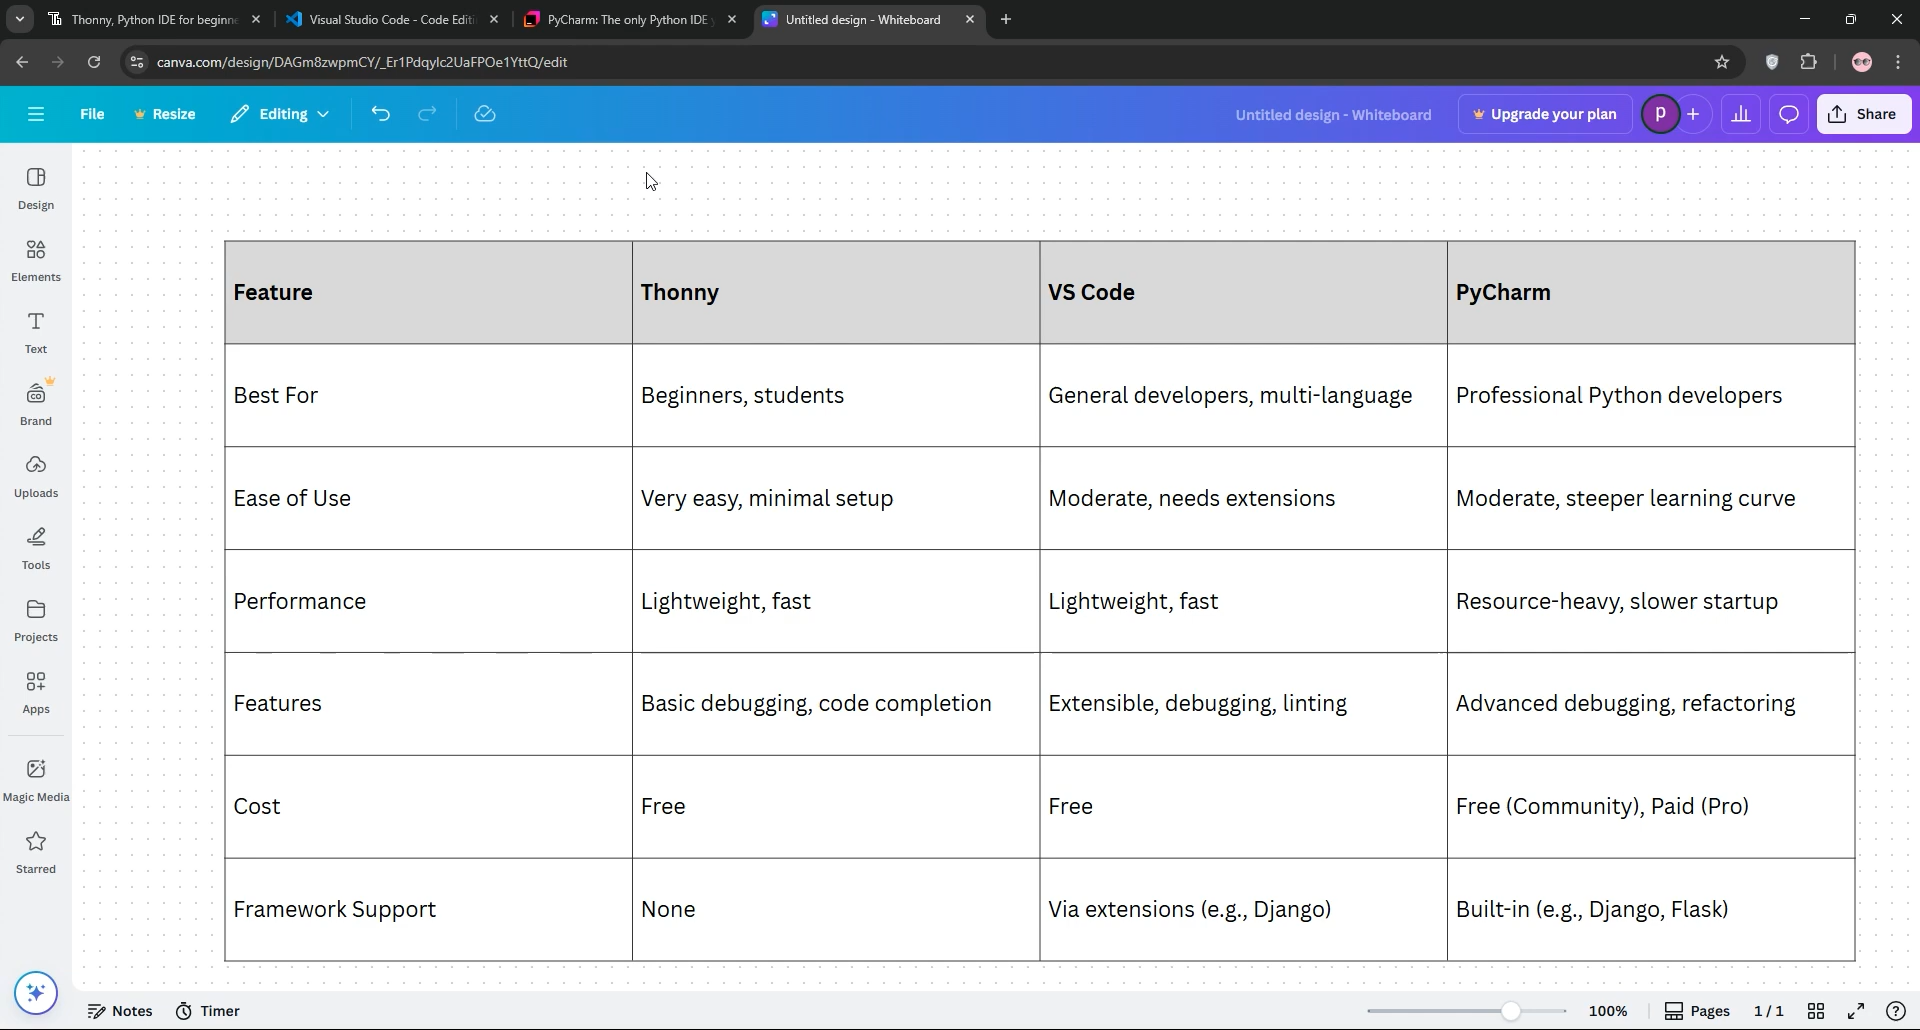 Thonny, Python IDE for beginne
Visual Studio Code - Code Editi
PyCharm: The only Python IDE y
Untitled design - Whiteboard
canva.com/design/DAGm8zwpmCY/_Er1Pdqylc2UaFPOe1YttQ/edit
File
Resize
Editing
Untitled design - Whiteboard
Upgrade your plan
P
Share
Design
Elements
Text
Brand
Uploads
Tools
Projects
Apps
Magic Media
Starred
Feature Thonny VS Code PyCharm
Best For Beginners, students General developers, multi-language Professional Python developers
Ease of Use Very easy, minimal setup Moderate, needs extensions Moderate, steeper learning curve
Performance Lightweight, fast Lightweight, fast Resource-heavy, slower startup
Features Basic debugging, code completion Extensible, debugging, linting Advanced debugging, refactoring
Cost Free Free Free (Community), Paid (Pro)
Framework Support None Via extensions (e.g., Django) Built-in (e.g., Django, Flask)
Notes
Timer
100%
Pages
1 / 1